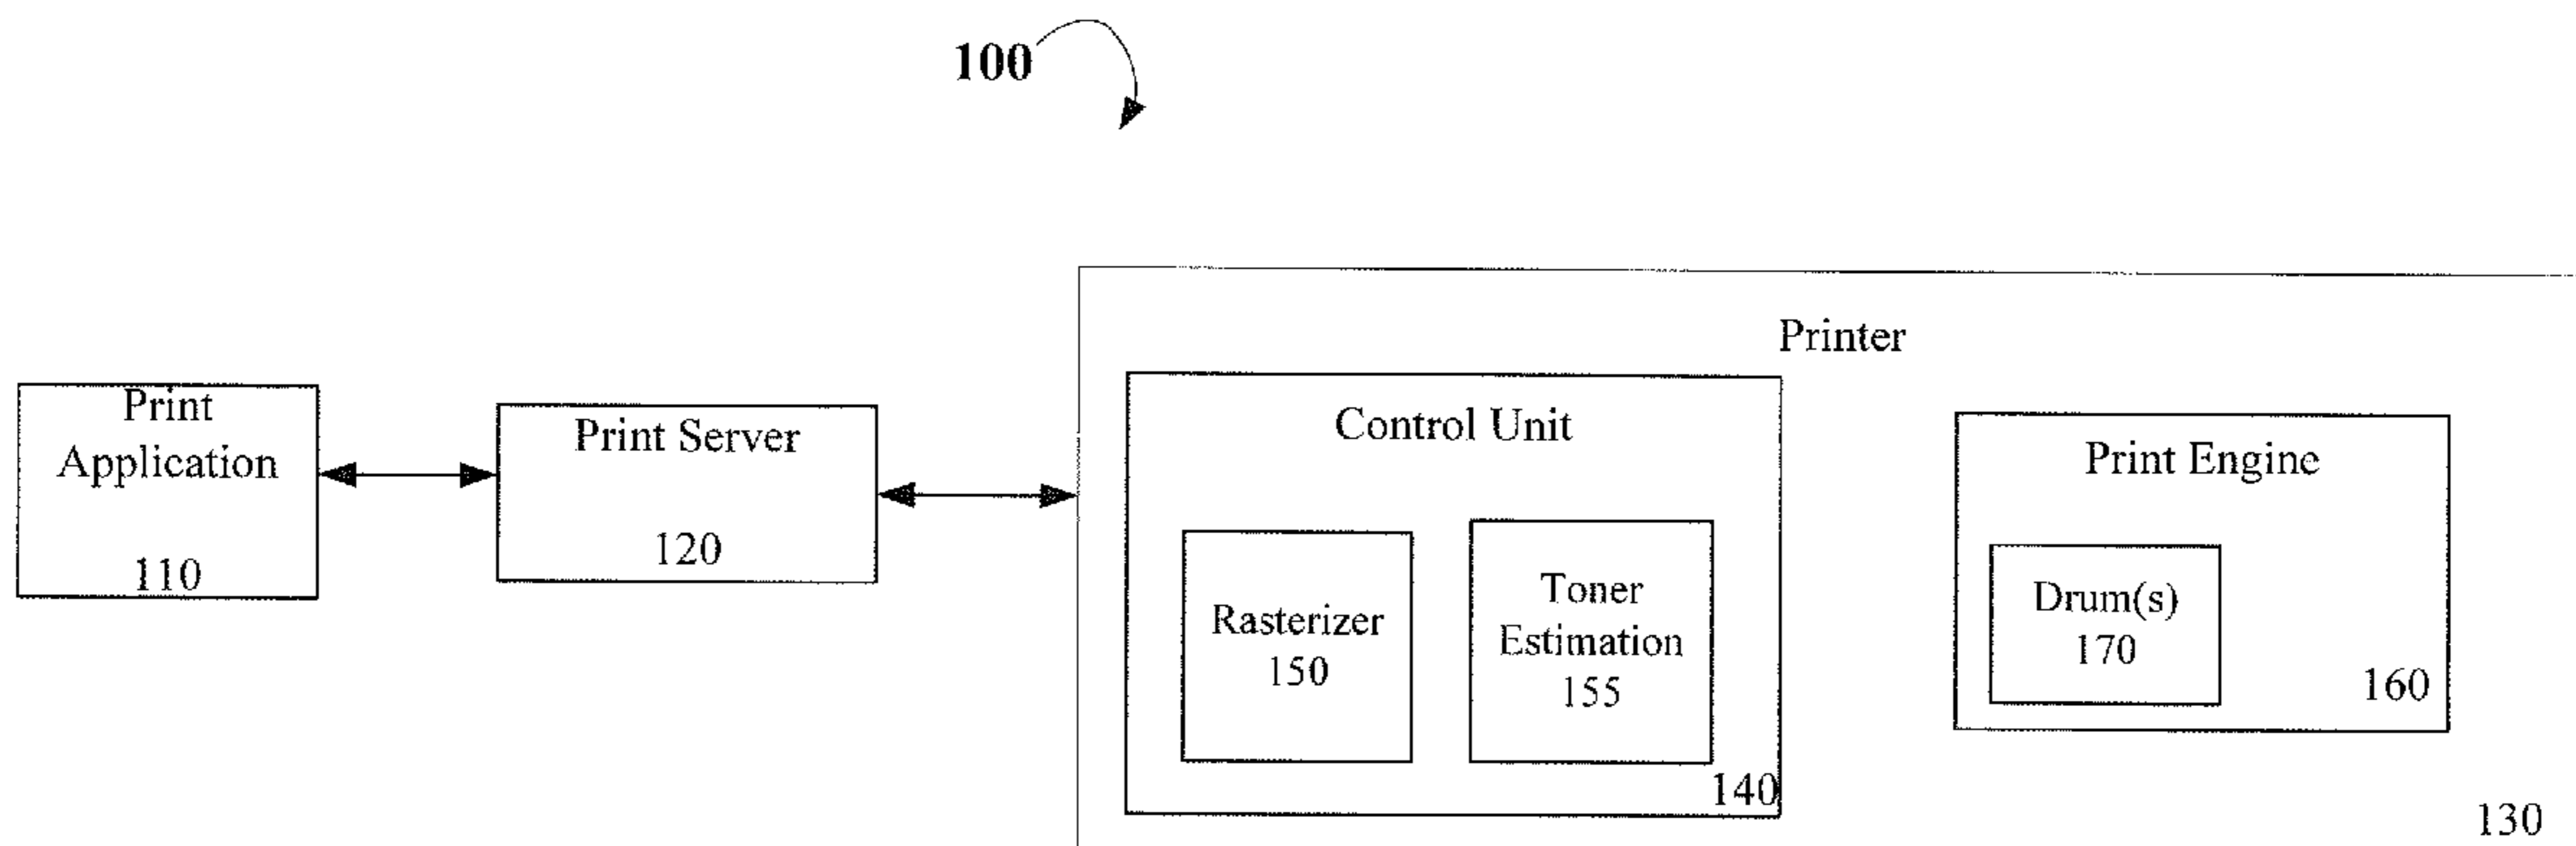 100
Printer
Print
Application
110
Print Server
120
Control Unit
Rasterizer
150
Toner
Estimation
155
140
Print Engine
Drum(s)
170
160
130